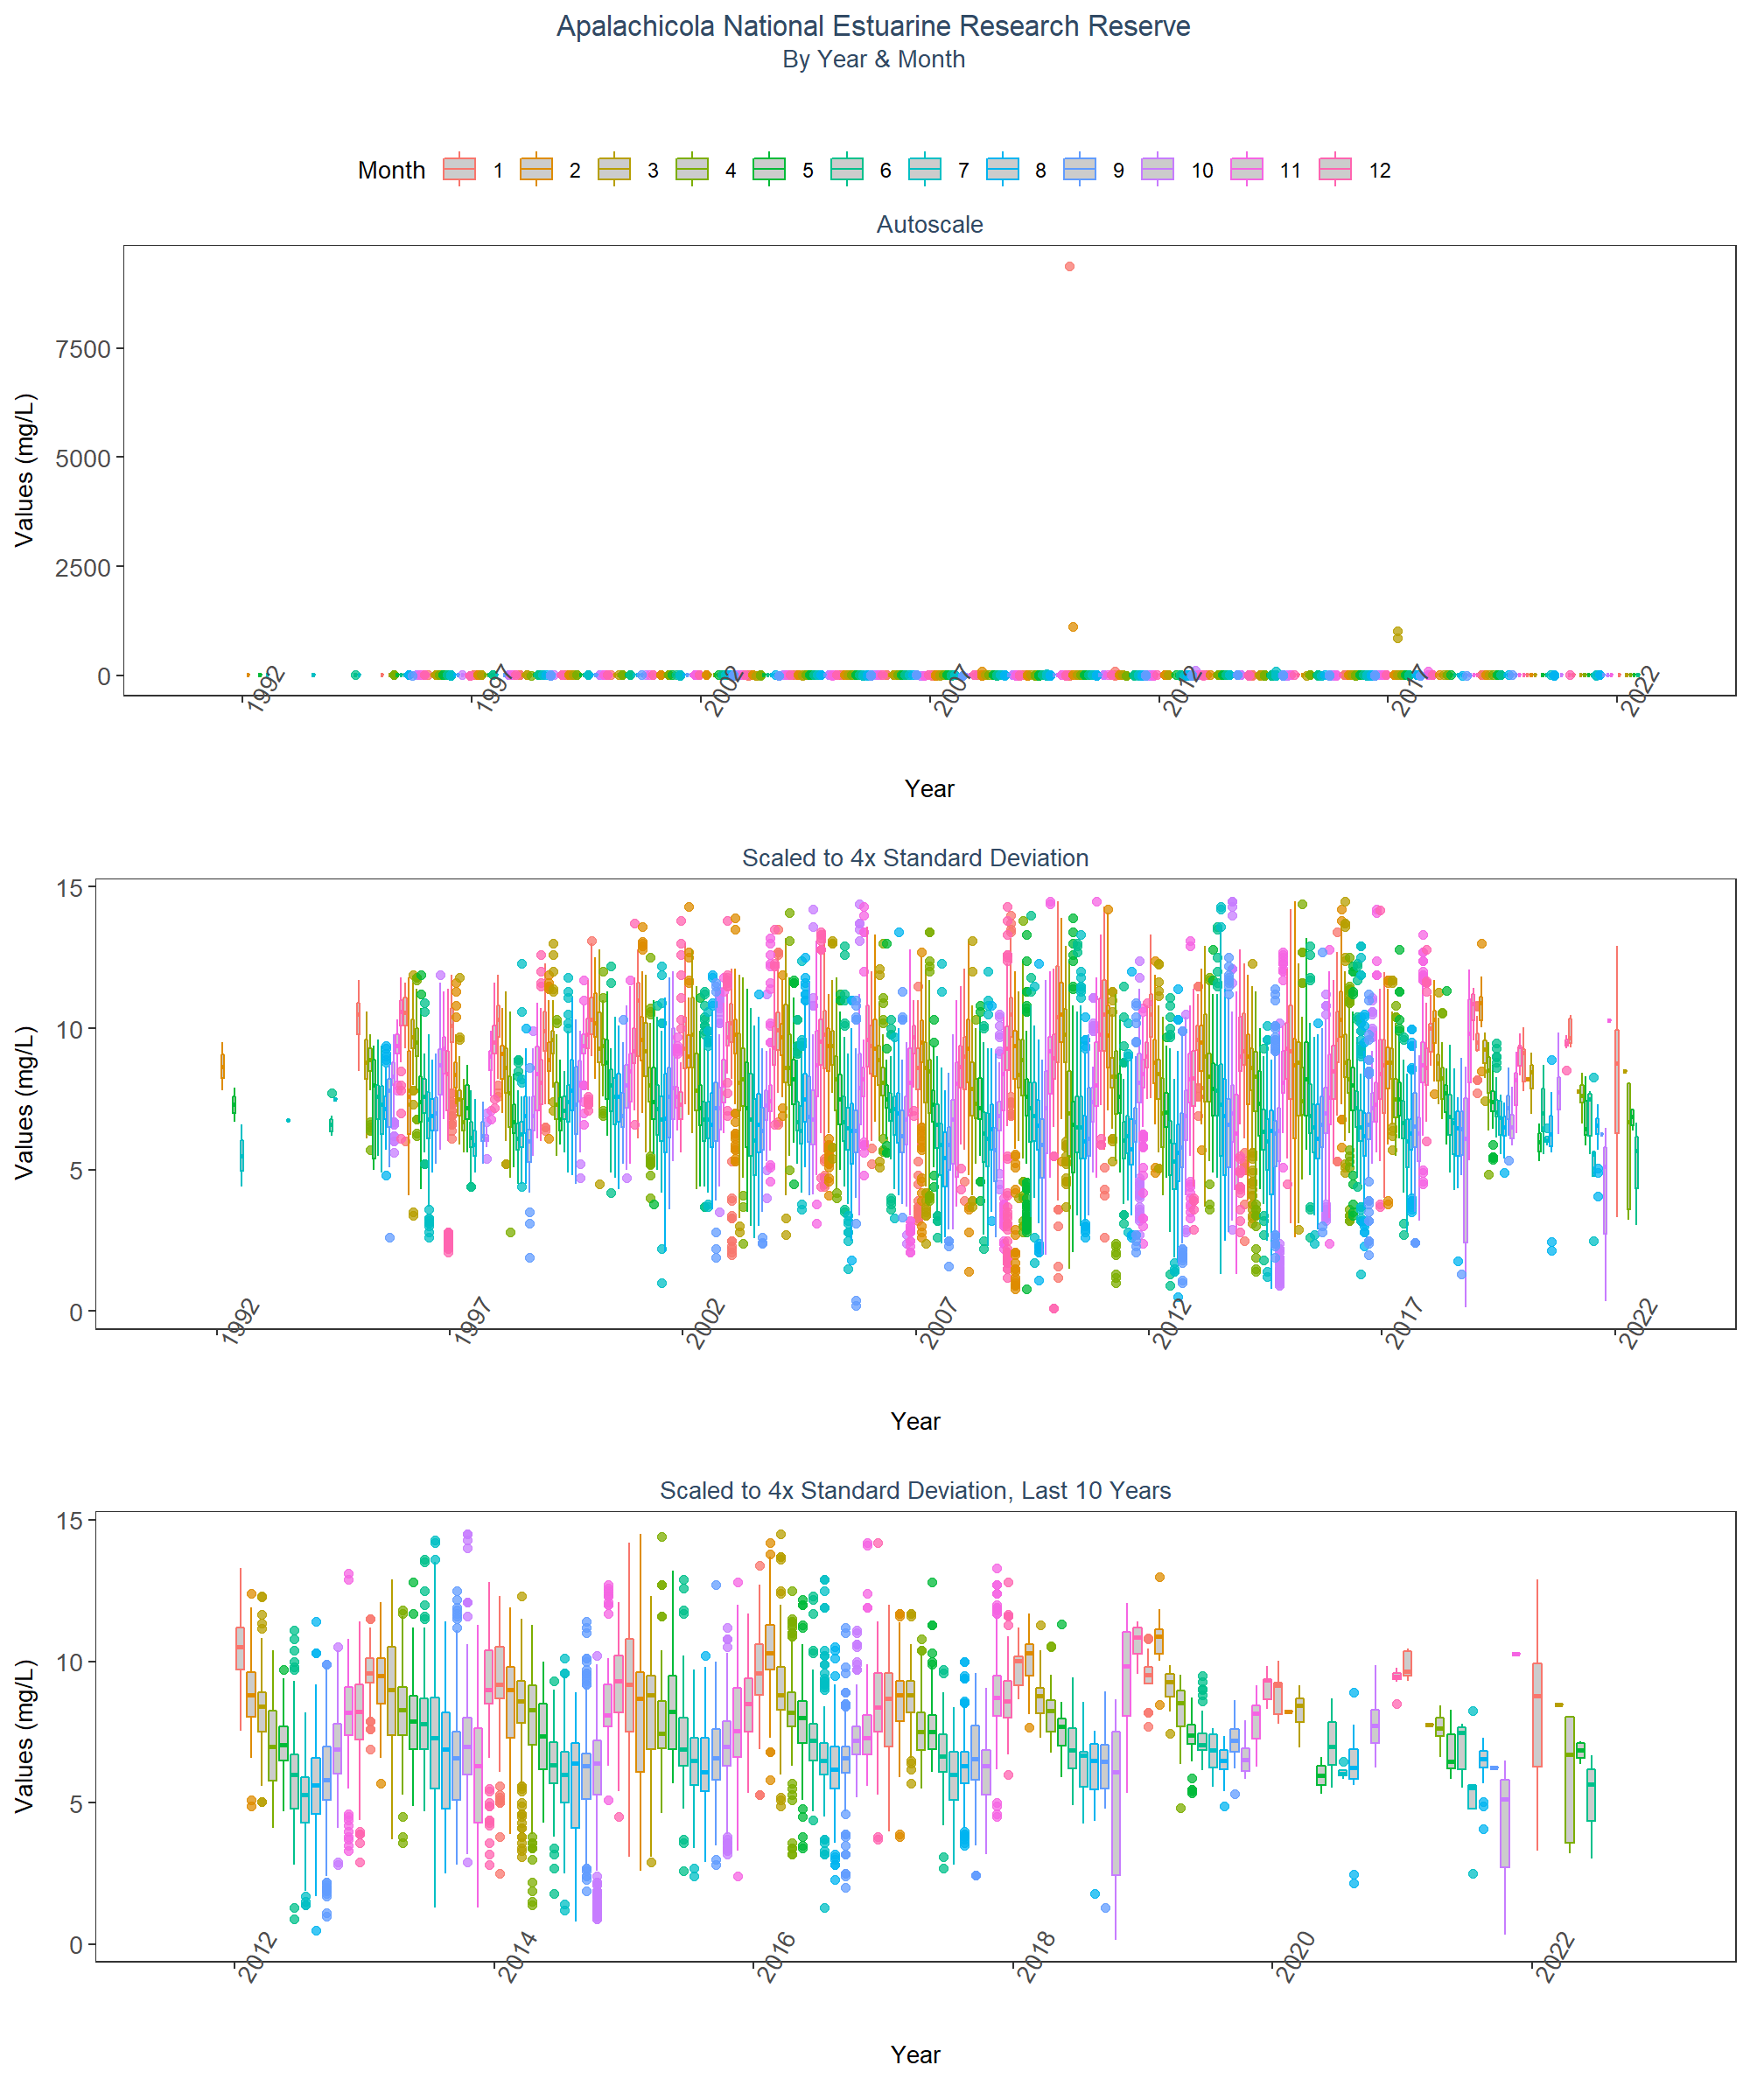 Apalachicola National Estuarine Research Reserve
By Year & Month
Month 1 2 3 4 5 6 7 8 9 10 11 12
Autoscale
Values (mg/L)
7500
5000
2500
0
1992 1997 2002 2007 2012 2017 2022
Year
Scaled to 4x Standard Deviation
Values (mg/L)
15
10
5
0
1992 1997 2002 2007 2012 2017 2022
Year
Scaled to 4x Standard Deviation, Last 10 Years
Values (mg/L)
15
10
5
0
2012 2014 2016 2018 2020 2022
Year